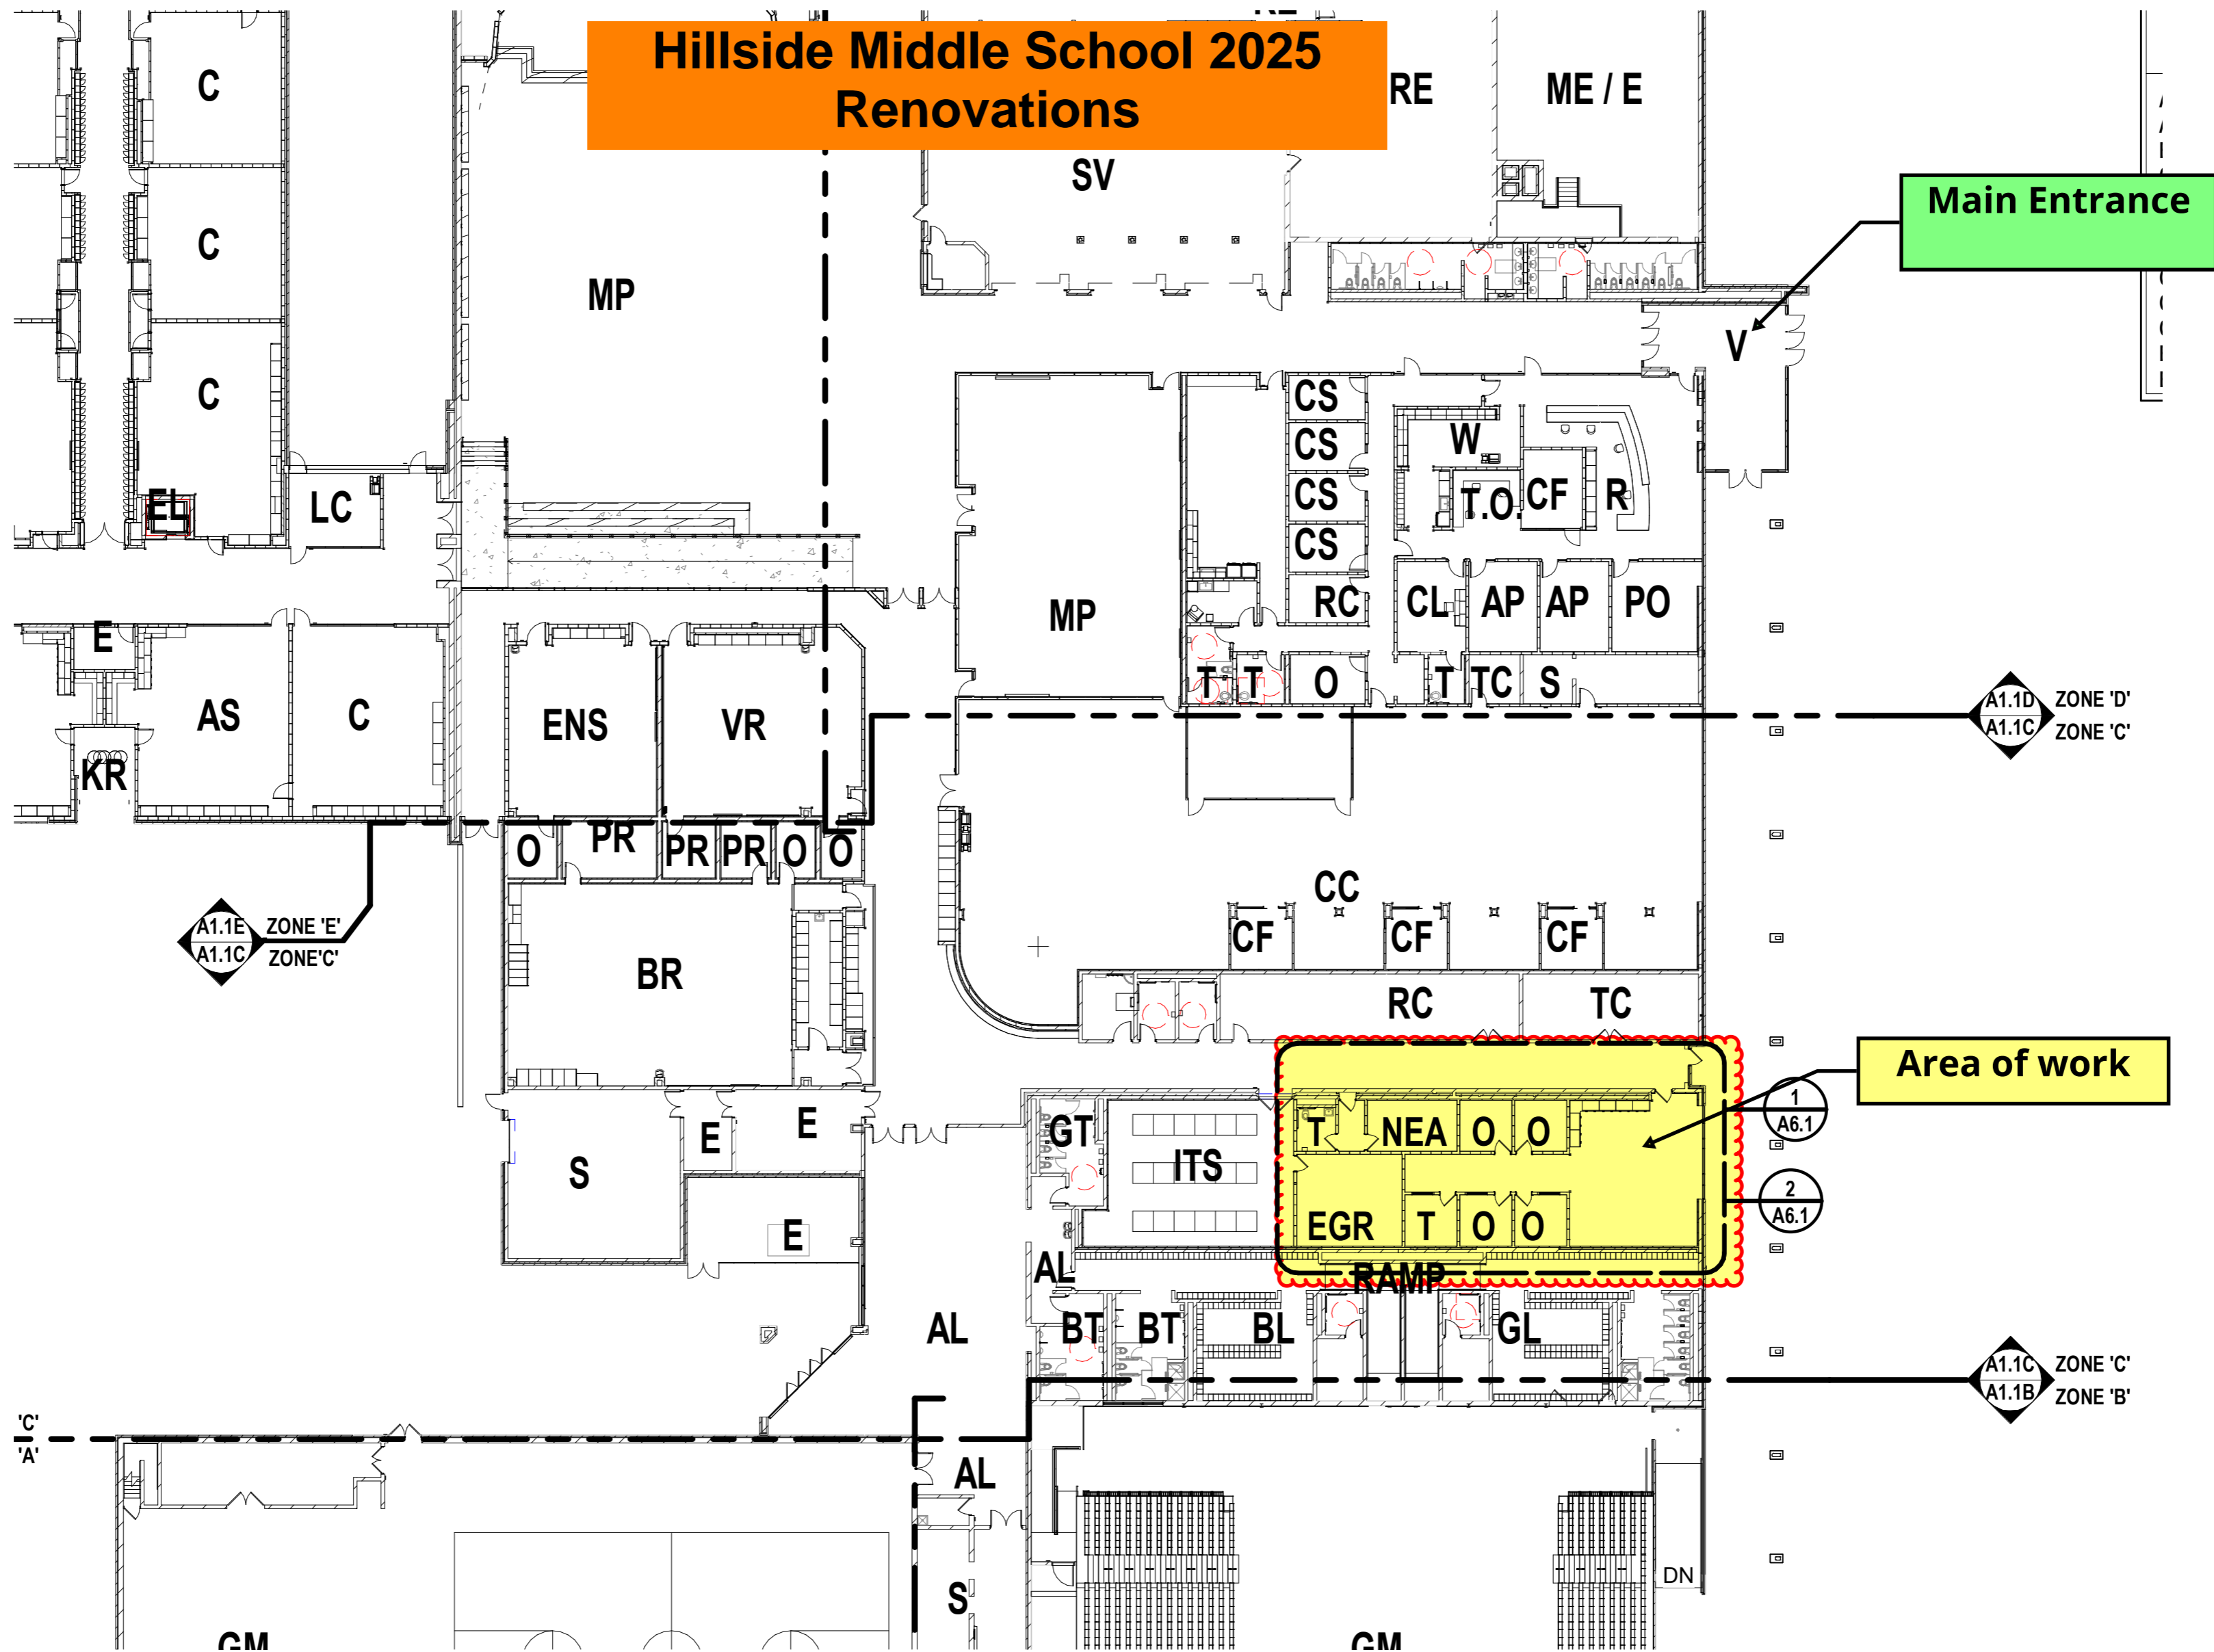 Hillside Middle School 2025
Renovations
C
RE
ME / E
SV
Main Entrance
C
MP
V
C
CS
CS
W
CS
T.O.
CF
R
EL
LC
CS
RC
CL
AP
AP
PO
MP
E
T
T
O
T
TC
S
AS
C
ENS
VR
A1.1D
ZONE 'D'
A1.1C
ZONE 'C'
KR
O
PR
PR
PR
O
O
CC
A1.1E
ZONE 'E'
A1.1C
ZONE'C'
CF
CF
CF
BR
RC
TC
Area of work
1
A6.1
GT
T
NEA
O
O
E
E
S
ITS
2
A6.1
E
EGR
T
O
O
AL
RAMP
AL
BT
BT
BL
GL
A1.1C
ZONE 'C'
A1.1B
ZONE 'B'
'C'
'A'
AL
DN
S
GM
GM